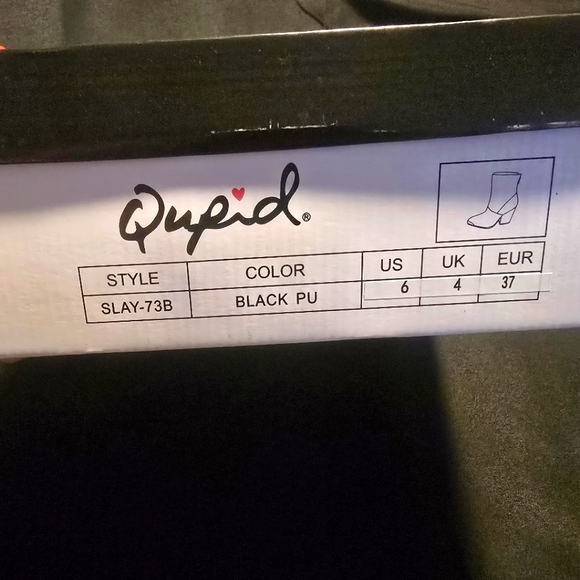 Qupid®
STYLE COLOR US UK EUR
SLAY-73B BLACK PU 6 4 37